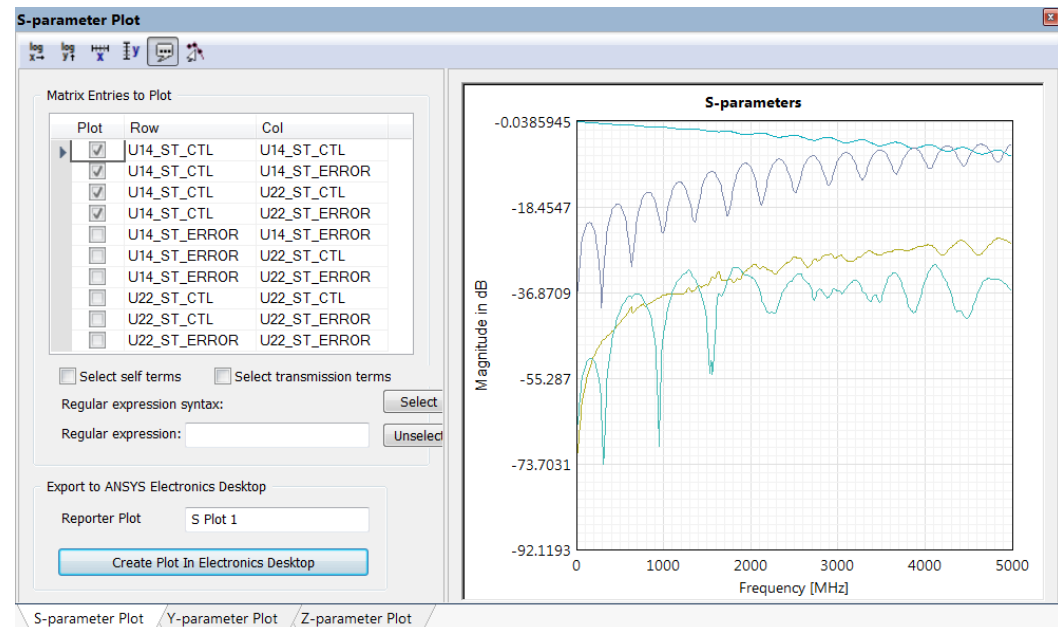 S-parameter Plot
log x→ log y↑ x y
Matrix Entries to Plot
Plot Row Col
U14_ST_CTL U14_ST_CTL
U14_ST_CTL U14_ST_ERROR
U14_ST_CTL U22_ST_CTL
U14_ST_CTL U22_ST_ERROR
U14_ST_ERROR U14_ST_ERROR
U14_ST_ERROR U22_ST_CTL
U14_ST_ERROR U22_ST_ERROR
U22_ST_CTL U22_ST_CTL
U22_ST_CTL U22_ST_ERROR
U22_ST_ERROR U22_ST_ERROR
Select self terms Select transmission terms
Regular expression syntax: Select
Regular expression: Unselect
Export to ANSYS Electronics Desktop
Reporter Plot S Plot 1
Create Plot In Electronics Desktop
S-parameters
-0.0385945
-18.4547
-36.8709
-55.287
-73.7031
-92.1193
Magnitude in dB
0 1000 2000 3000 4000 5000
Frequency [MHz]
S-parameter Plot Y-parameter Plot Z-parameter Plot